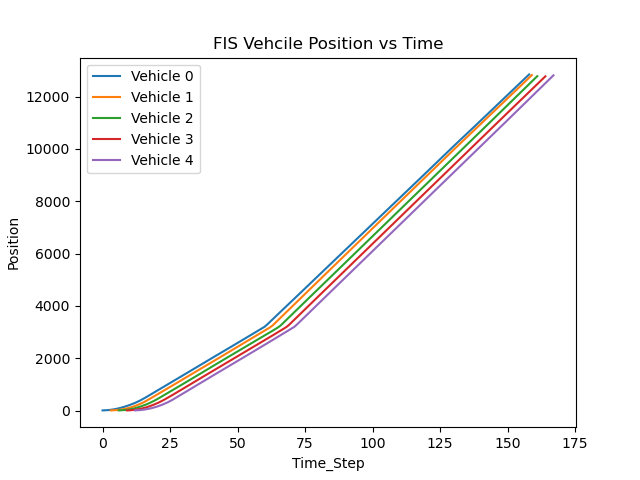 FIS Vehcile Position vs Time
Vehicle 0
Vehicle 1
Vehicle 2
Vehicle 3
Vehicle 4
Position
12000
10000
8000
6000
4000
2000
0
0 25 50 75 100 125 150 175
Time_Step